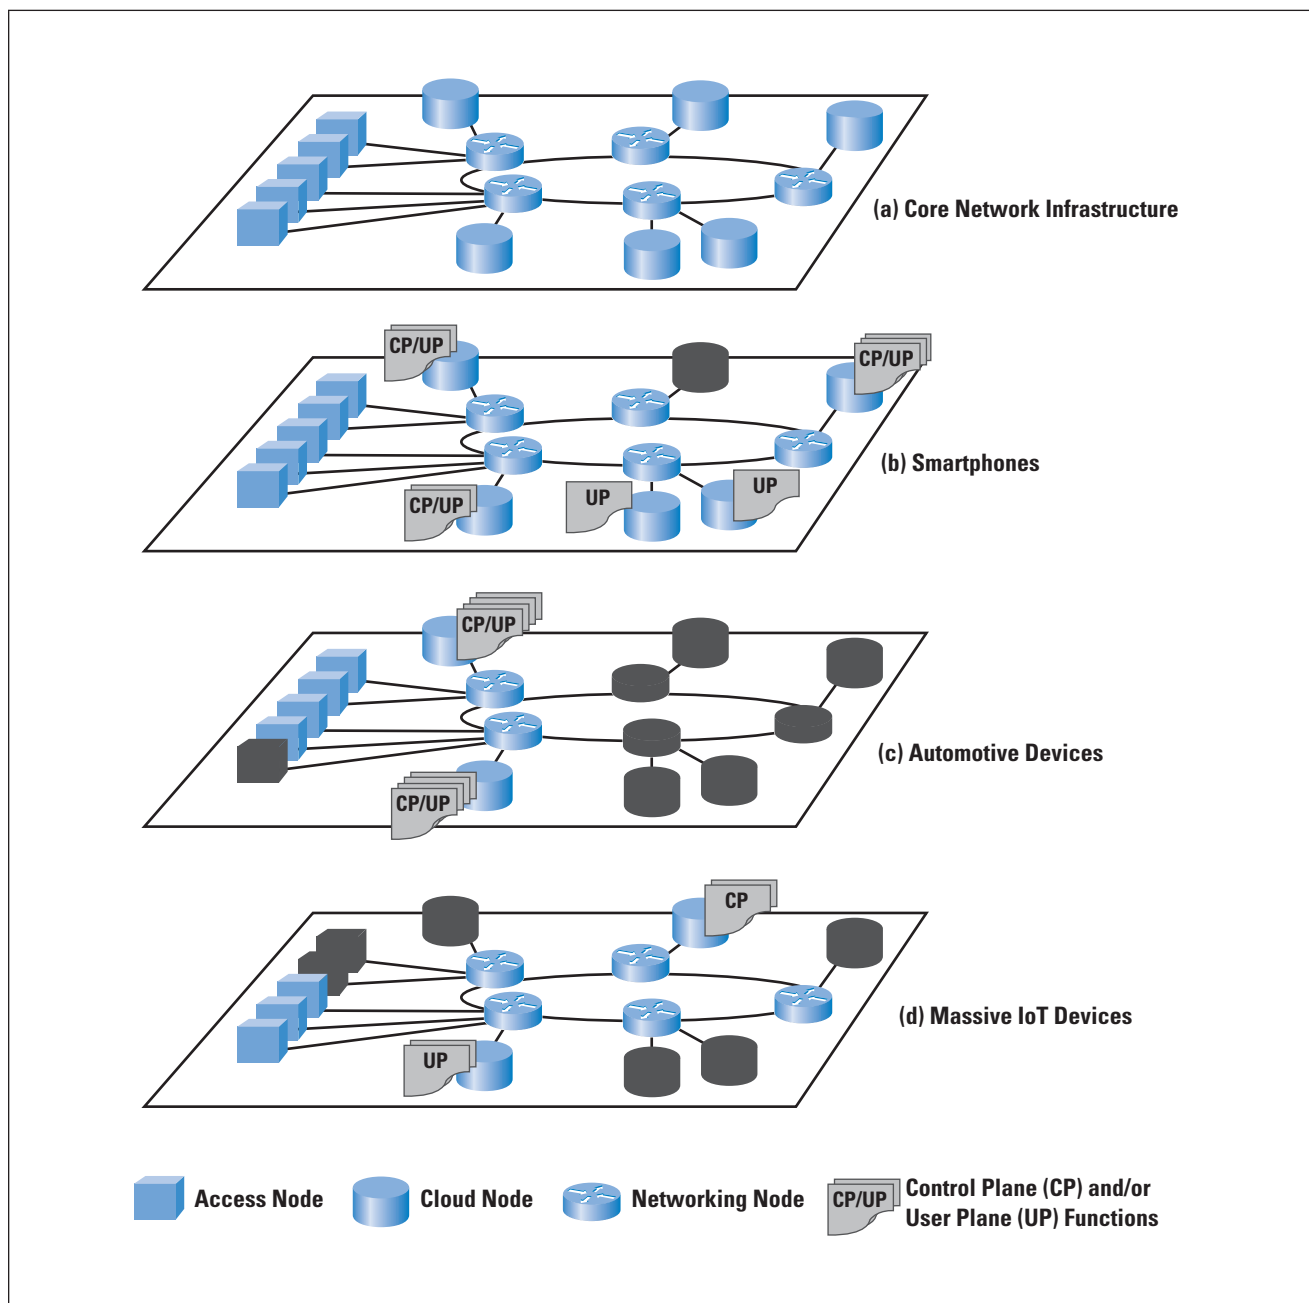 (a) Core Network Infrastructure
CP/UP
CP/UP
(b) Smartphones
CP/UP
UP
UP
CP/UP
(c) Automotive Devices
CP/UP
CP
(d) Massive IoT Devices
UP
Access Node
Cloud Node
Networking Node
CP/UP
Control Plane (CP) and/or
User Plane (UP) Functions